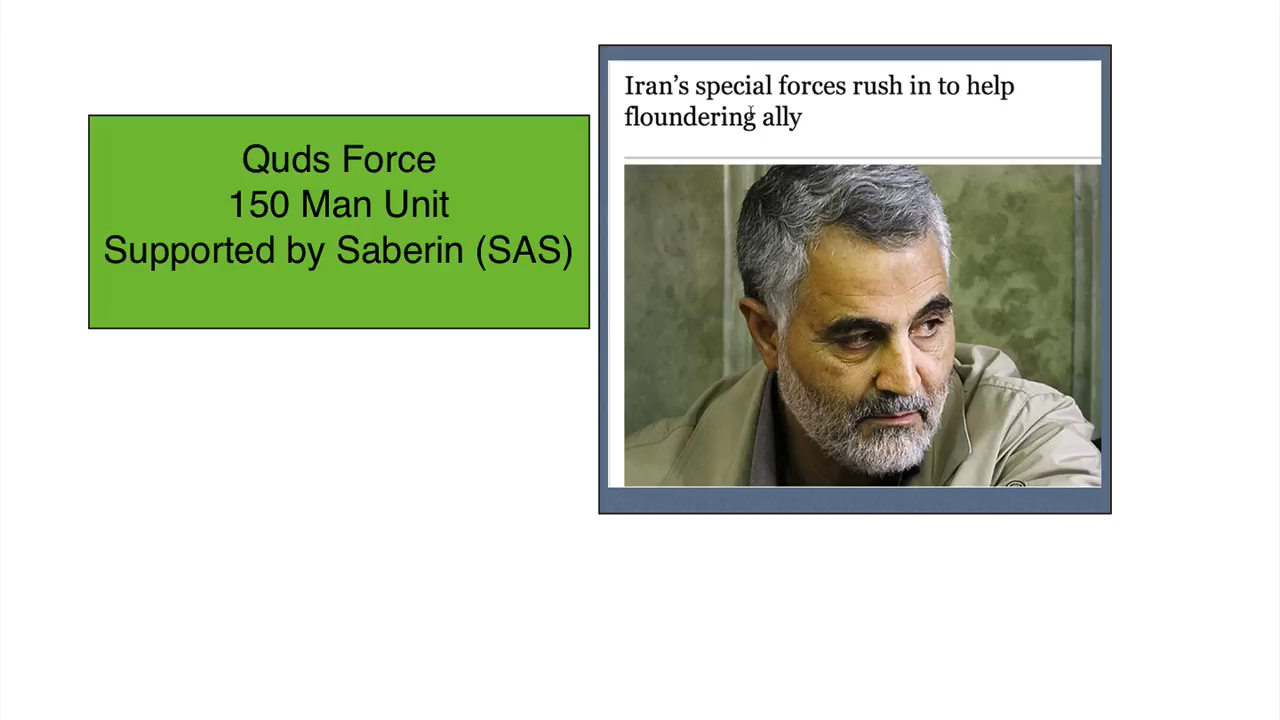 Quds Force
150 Man Unit
Supported by Saberin (SAS)
Iran’s special forces rush in to help
floundering ally